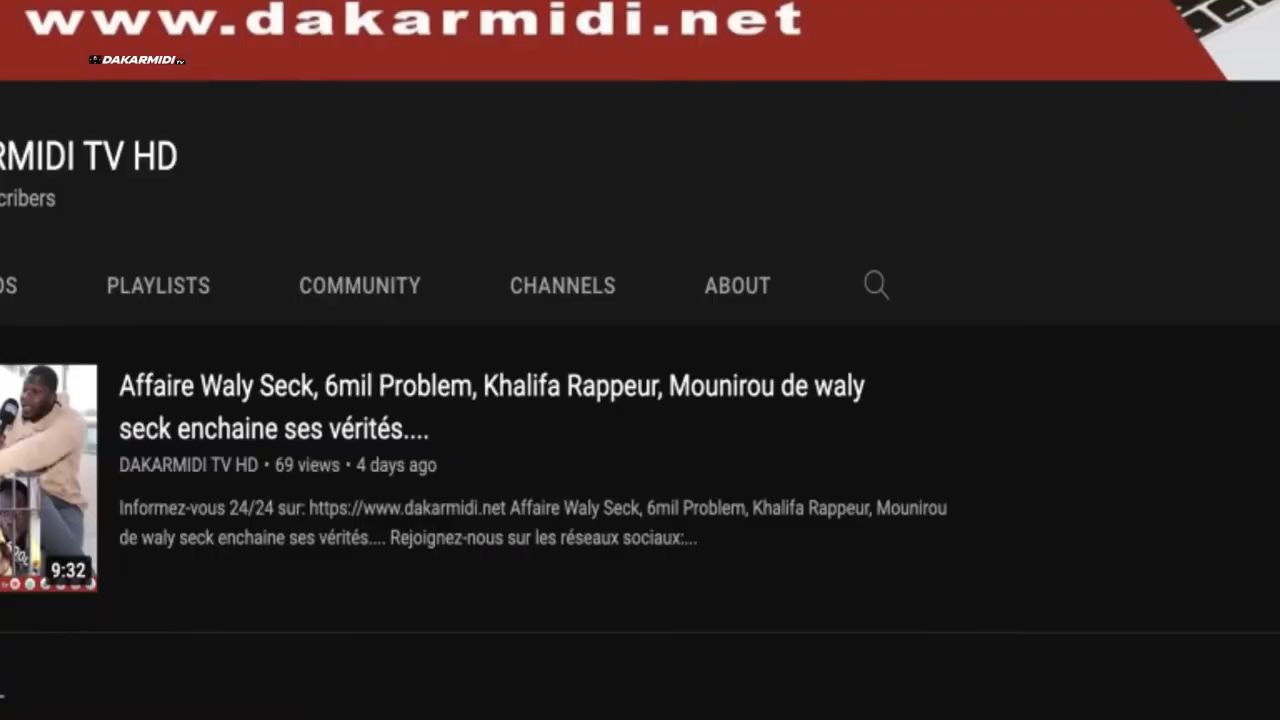 www.dakarmidi.net
DAKARMIDI TV
RMIDI TV HD
cribers
OS
PLAYLISTS
COMMUNITY
CHANNELS
ABOUT
Affaire Waly Seck, 6mil Problem, Khalifa Rappeur, Mounirou de waly
seck enchaine ses vérités....
DAKARMIDI TV HD • 69 views • 4 days ago
Informez-vous 24/24 sur: https://www.dakarmidi.net Affaire Waly Seck, 6mil Problem, Khalifa Rappeur, Mounirou
de waly seck enchaine ses vérités.... Rejoignez-nous sur les réseaux sociaux:...
9:32